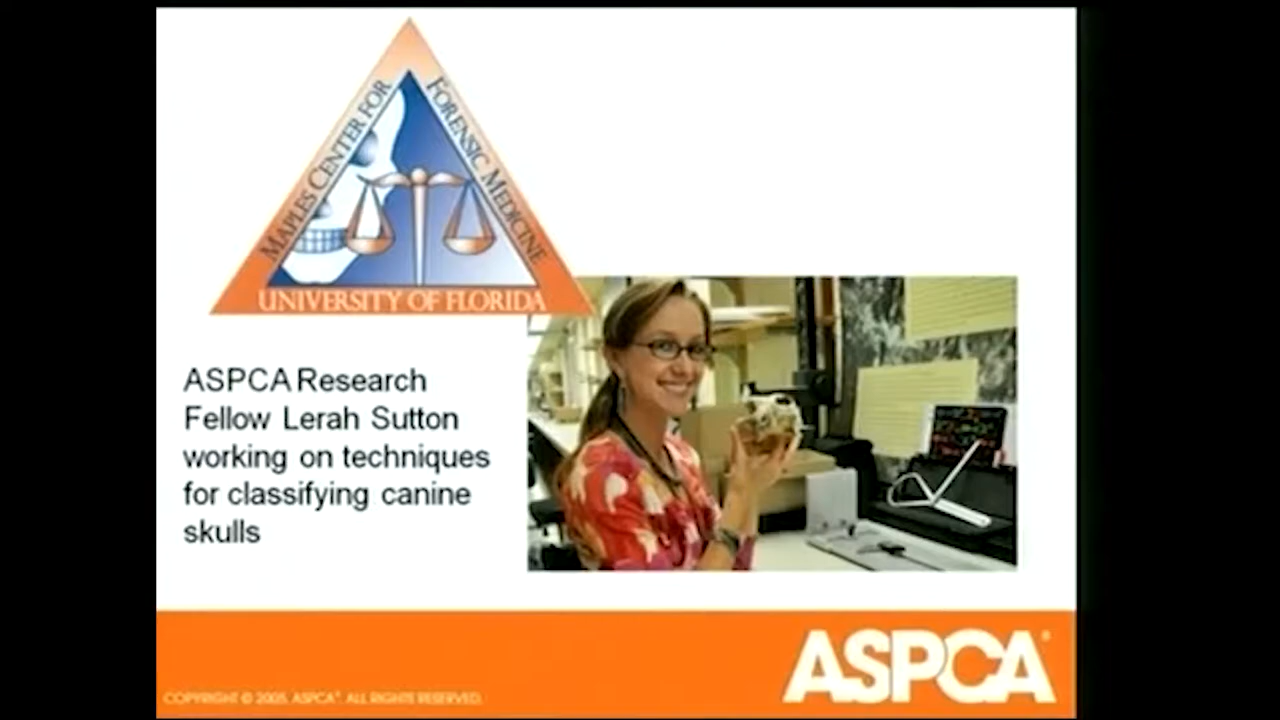 MAPLES CENTER FOR
FORENSIC MEDICINE
UNIVERSITY OF FLORIDA
ASPCA Research
Fellow Lerah Sutton
working on techniques
for classifying canine
skulls
ASPCA®
COPYRIGHT © 2005, ASPCA®. ALL RIGHTS RESERVED.